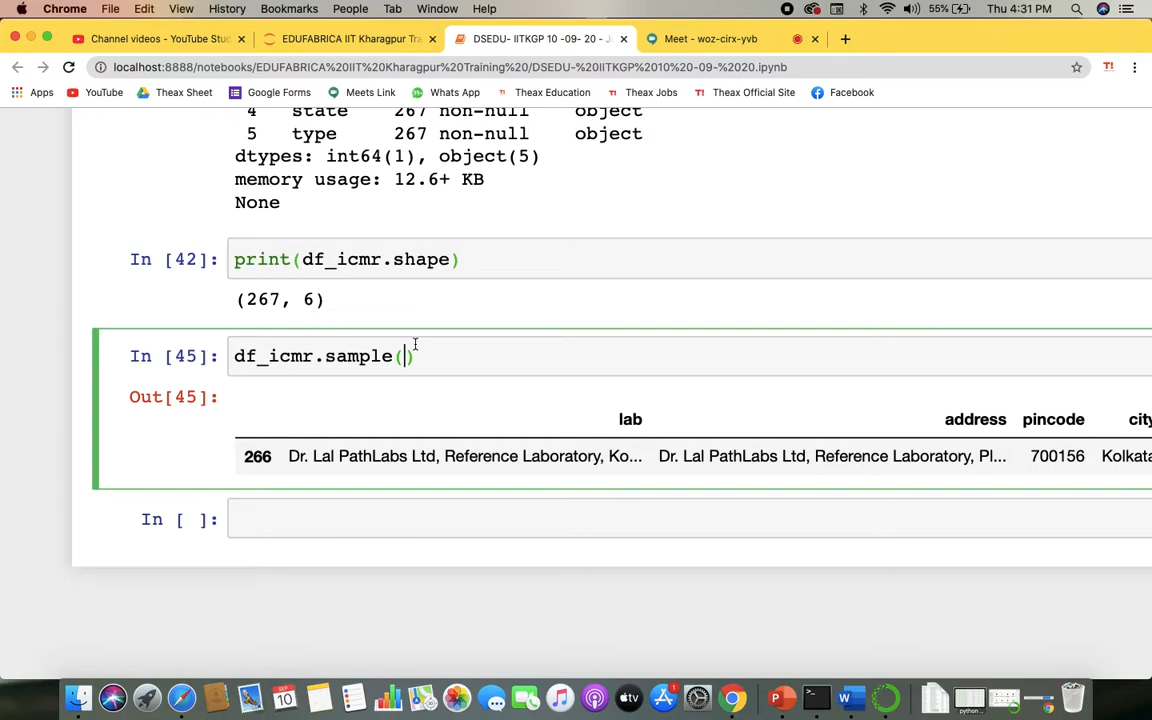 Chrome File Edit View History Bookmarks People Tab Window Help 55% Thu 4:31 PM
Channel videos - YouTube Stu EDUFABRICA IIT Kharagpur Tra DSEDU- IITKGP 10 -09- 20 - J Meet - woz-cirx-yvb
localhost:8888/notebooks/EDUFABRICA%20IIT%20Kharagpur%20Training%20/DSEDU-%20IITKGP%2010%20-09-%2020.ipynb T!
Apps YouTube Theax Sheet Google Forms Meets Link Whats App T! Theax Education T! Theax Jobs T! Theax Official Site Facebook
4 state 267 non-null object
5 type 267 non-null object
dtypes: int64(1), object(5)
memory usage: 12.6+ KB
None
In [42]: print(df_icmr.shape)
(267, 6)
In [45]: df_icmr.sample()
Out[45]:
lab address pincode city
266 Dr. Lal PathLabs Ltd, Reference Laboratory, Ko... Dr. Lal PathLabs Ltd, Reference Laboratory, Pl... 700156 Kolkata
In [ ]:
SEP 10 tv 1
python